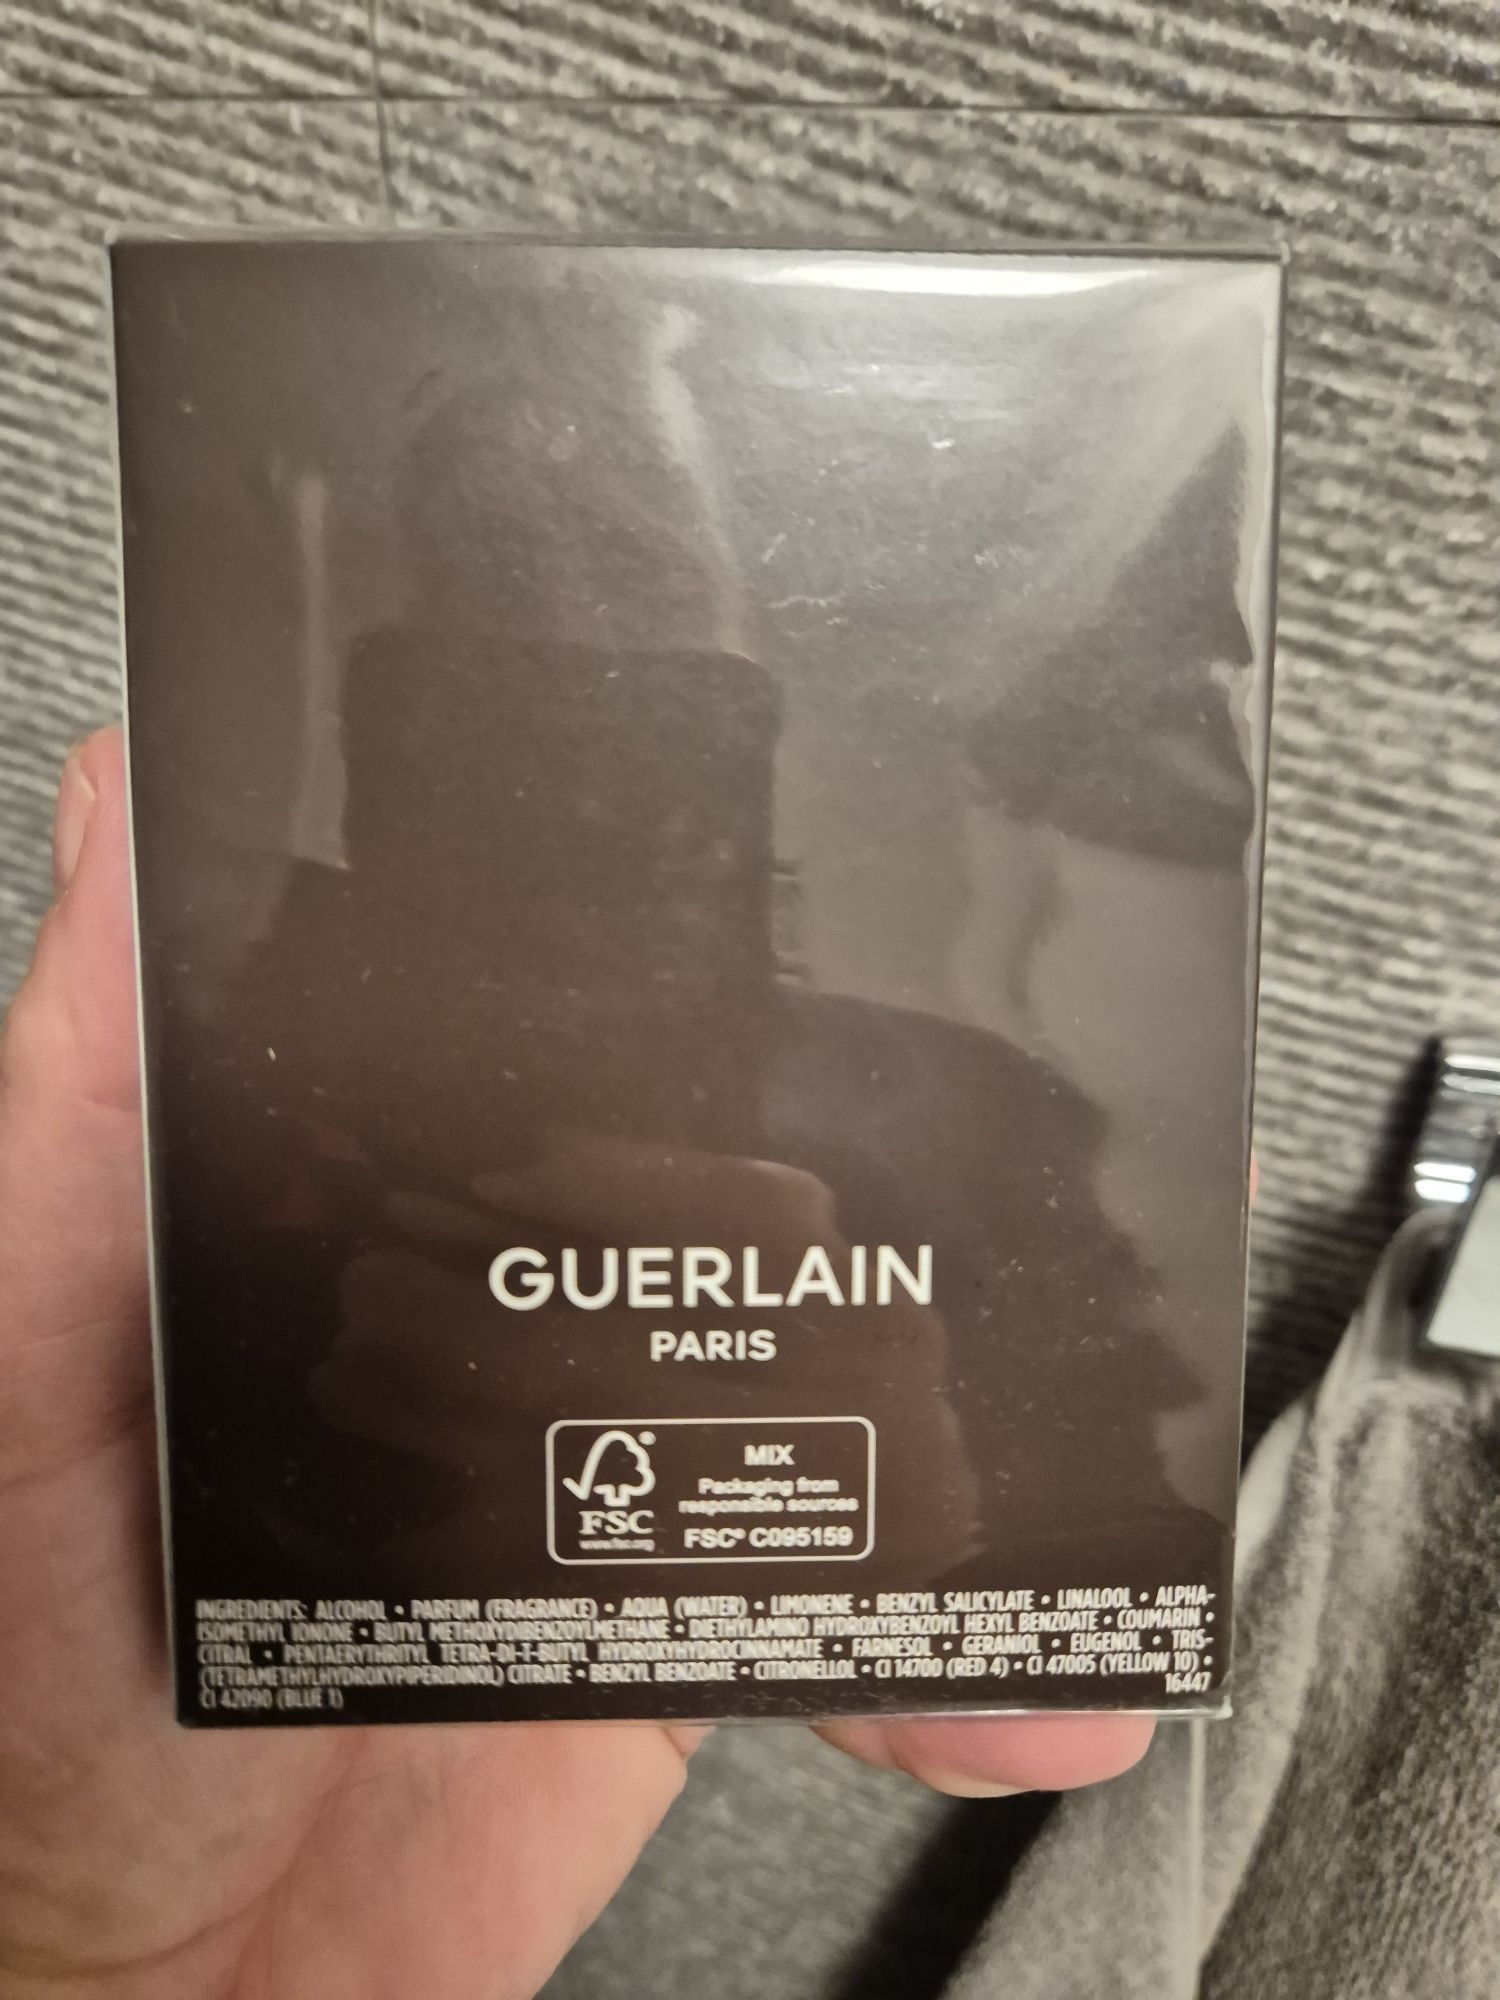 GUERLAIN
PARIS
FSC®
www.fsc.org
MIX
Packaging from
responsible sources
FSC® C095159
INGREDIENTS: ALCOHOL • PARFUM (FRAGRANCE) • AQUA (WATER) • LIMONENE • BENZYL SALICYLATE • LINALOOL • ALPHA-
ISOMETHYL IONONE • BUTYL METHOXYDIBENZOYLMETHANE • DIETHYLAMINO HYDROXYBENZOYL HEXYL BENZOATE • COUMARIN •
CITRAL • PENTAERYTHRITYL TETRA-DI-T-BUTYL HYDROXYHYDROCINNAMATE • FARNESOL • GERANIOL • EUGENOL • TRIS-
(TETRAMETHYLHYDROXYPIPERIDINOL) CITRATE • BENZYL BENZOATE • CITRONELLOL • CI 14700 (RED 4) • CI 47005 (YELLOW 10) •
CI 42090 (BLUE 1)
16447